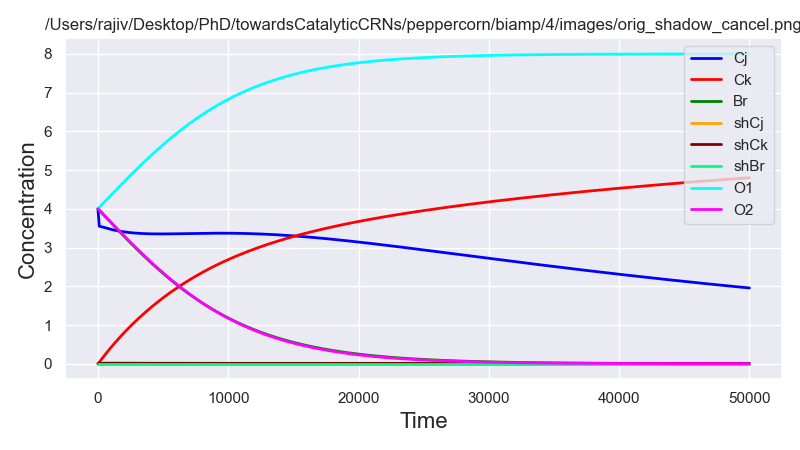 /Users/rajiv/Desktop/PhD/towardsCatalyticCRNs/peppercorn/biamp/4/images/orig_shadow_cancel.png
8
7
6
5
4
3
2
1
0
Concentration
Cj
Ck
Br
shCj
shCk
shBr
O1
O2
0 10000 20000 30000 40000 50000
Time